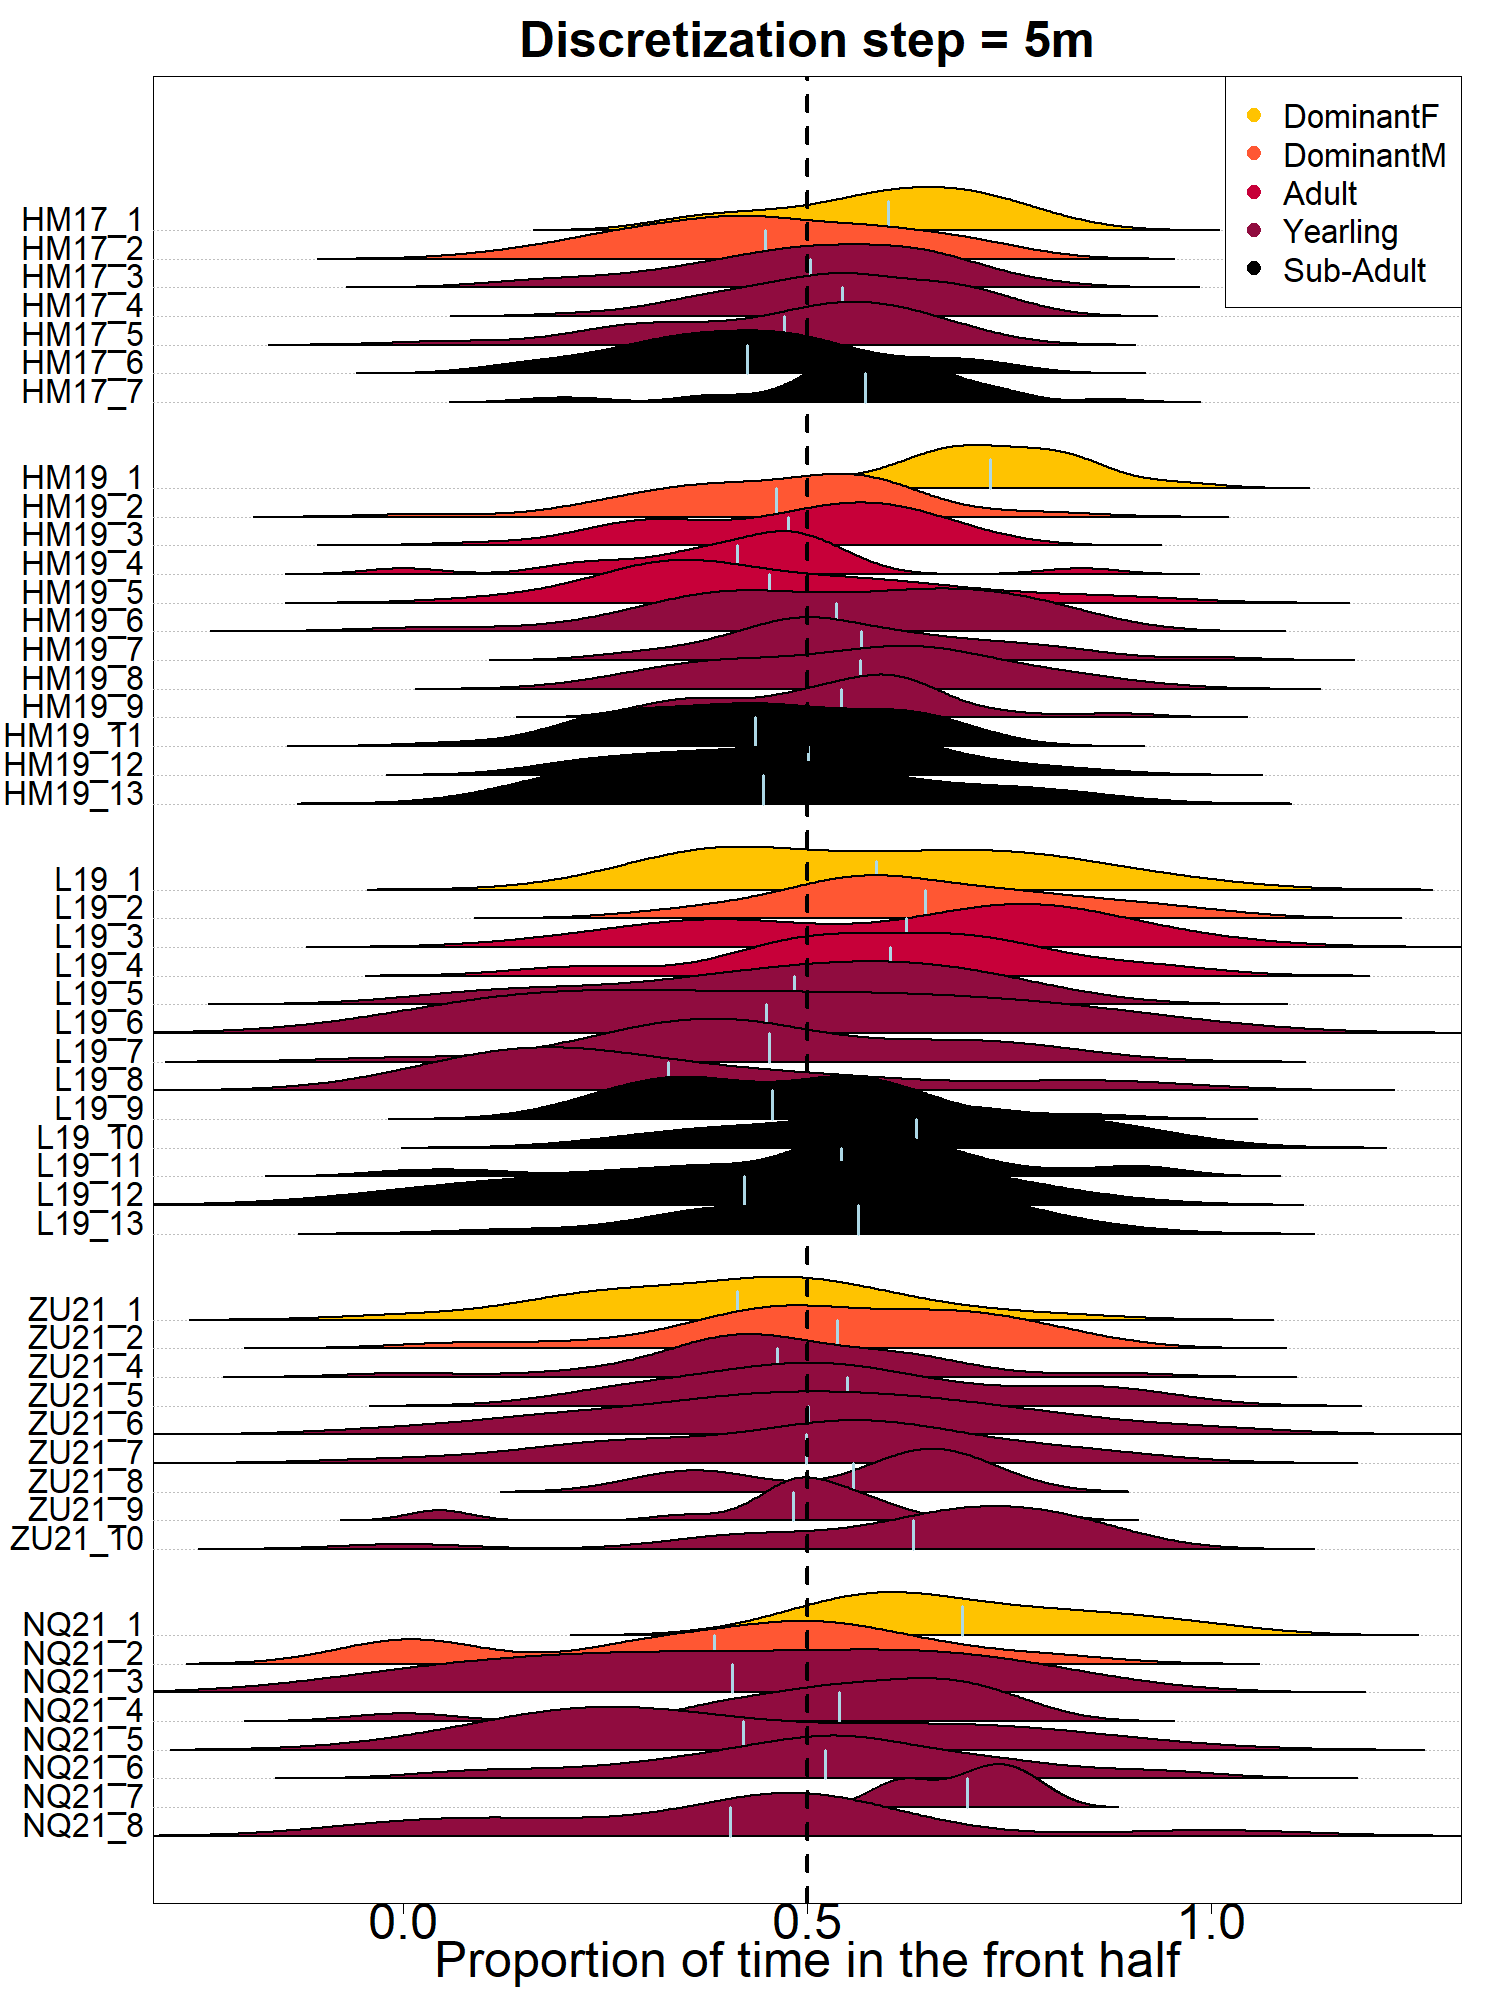 Discretization step = 5m
DominantF
DominantM
Adult
Yearling
Sub-Adult
HM17_1
HM17_2
HM17_3
HM17_4
HM17_5
HM17_6
HM17_7
HM19_1
HM19_2
HM19_3
HM19_4
HM19_5
HM19_6
HM19_7
HM19_8
HM19_9
HM19_11
HM19_12
HM19_13
L19_1
L19_2
L19_3
L19_4
L19_5
L19_6
L19_7
L19_8
L19_9
L19_10
L19_11
L19_12
L19_13
ZU21_1
ZU21_2
ZU21_4
ZU21_5
ZU21_6
ZU21_7
ZU21_8
ZU21_9
ZU21_10
NQ21_1
NQ21_2
NQ21_3
NQ21_4
NQ21_5
NQ21_6
NQ21_7
NQ21_8
0.0 0.5 1.0
Proportion of time in the front half